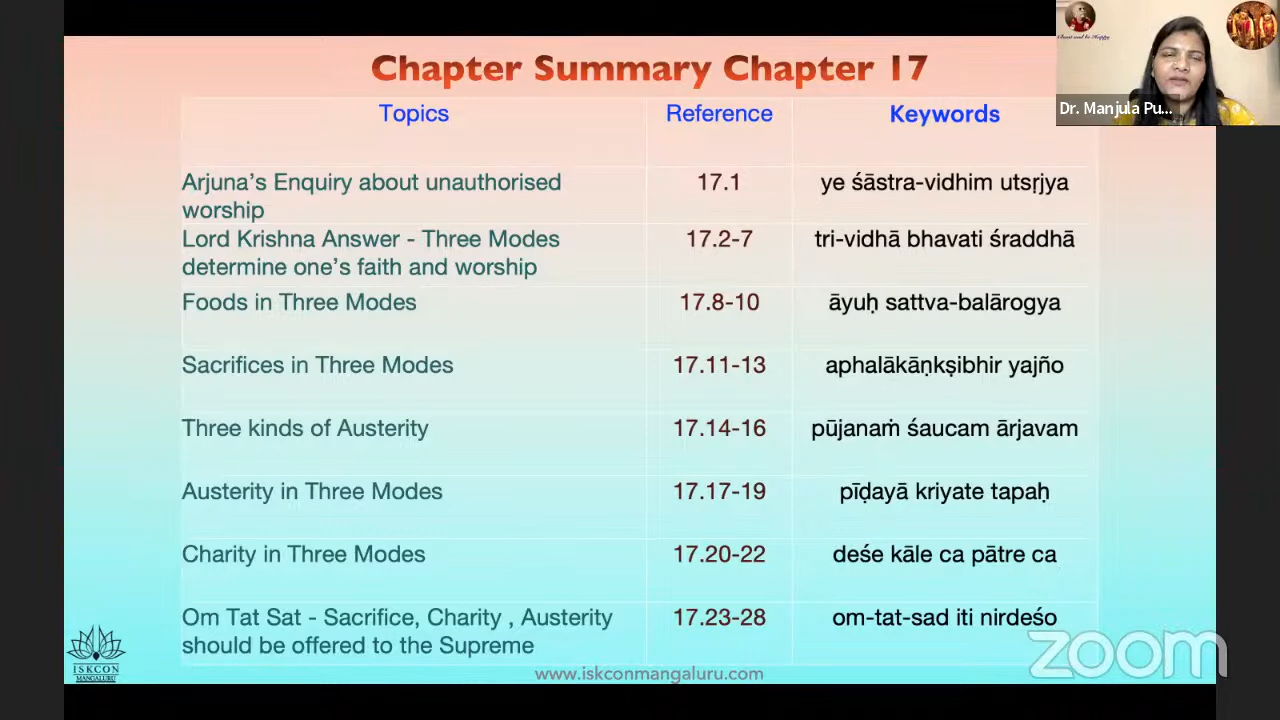 Chapter Summary Chapter 17
Topics Reference Keywords
Arjuna's Enquiry about unauthorised worship 17.1 ye śāstra-vidhim utsṛjya
Lord Krishna Answer - Three Modes determine one's faith and worship 17.2-7 tri-vidhā bhavati śraddhā
Foods in Three Modes 17.8-10 āyuḥ sattva-balārogya
Sacrifices in Three Modes 17.11-13 aphalākāṇkṣibhir yajño
Three kinds of Austerity 17.14-16 pūjanaṁ śaucam ārjavam
Austerity in Three Modes 17.17-19 pīḍayā kriyate tapaḥ
Charity in Three Modes 17.20-22 deśe kāle ca pātre ca
Om Tat Sat - Sacrifice, Charity , Austerity should be offered to the Supreme 17.23-28 om-tat-sad iti nirdeśo
ISKCON
MANGALURU
www.iskconmangaluru.com
zoom
Dr. Manjula Pu...
and be Happy